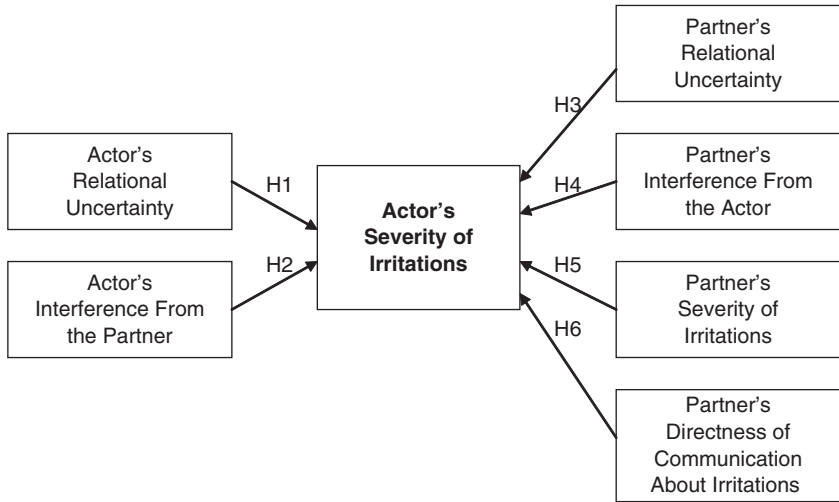 Actor's
Relational
Uncertainty
H1
Actor's
Interference From
the Partner
H2
Actor's
Severity of
Irritations
Partner's
Relational
Uncertainty
H3
Partner's
Interference From
the Actor
H4
Partner's
Severity of
Irritations
H5
Partner's
Directness of
Communication
About Irritations
H6